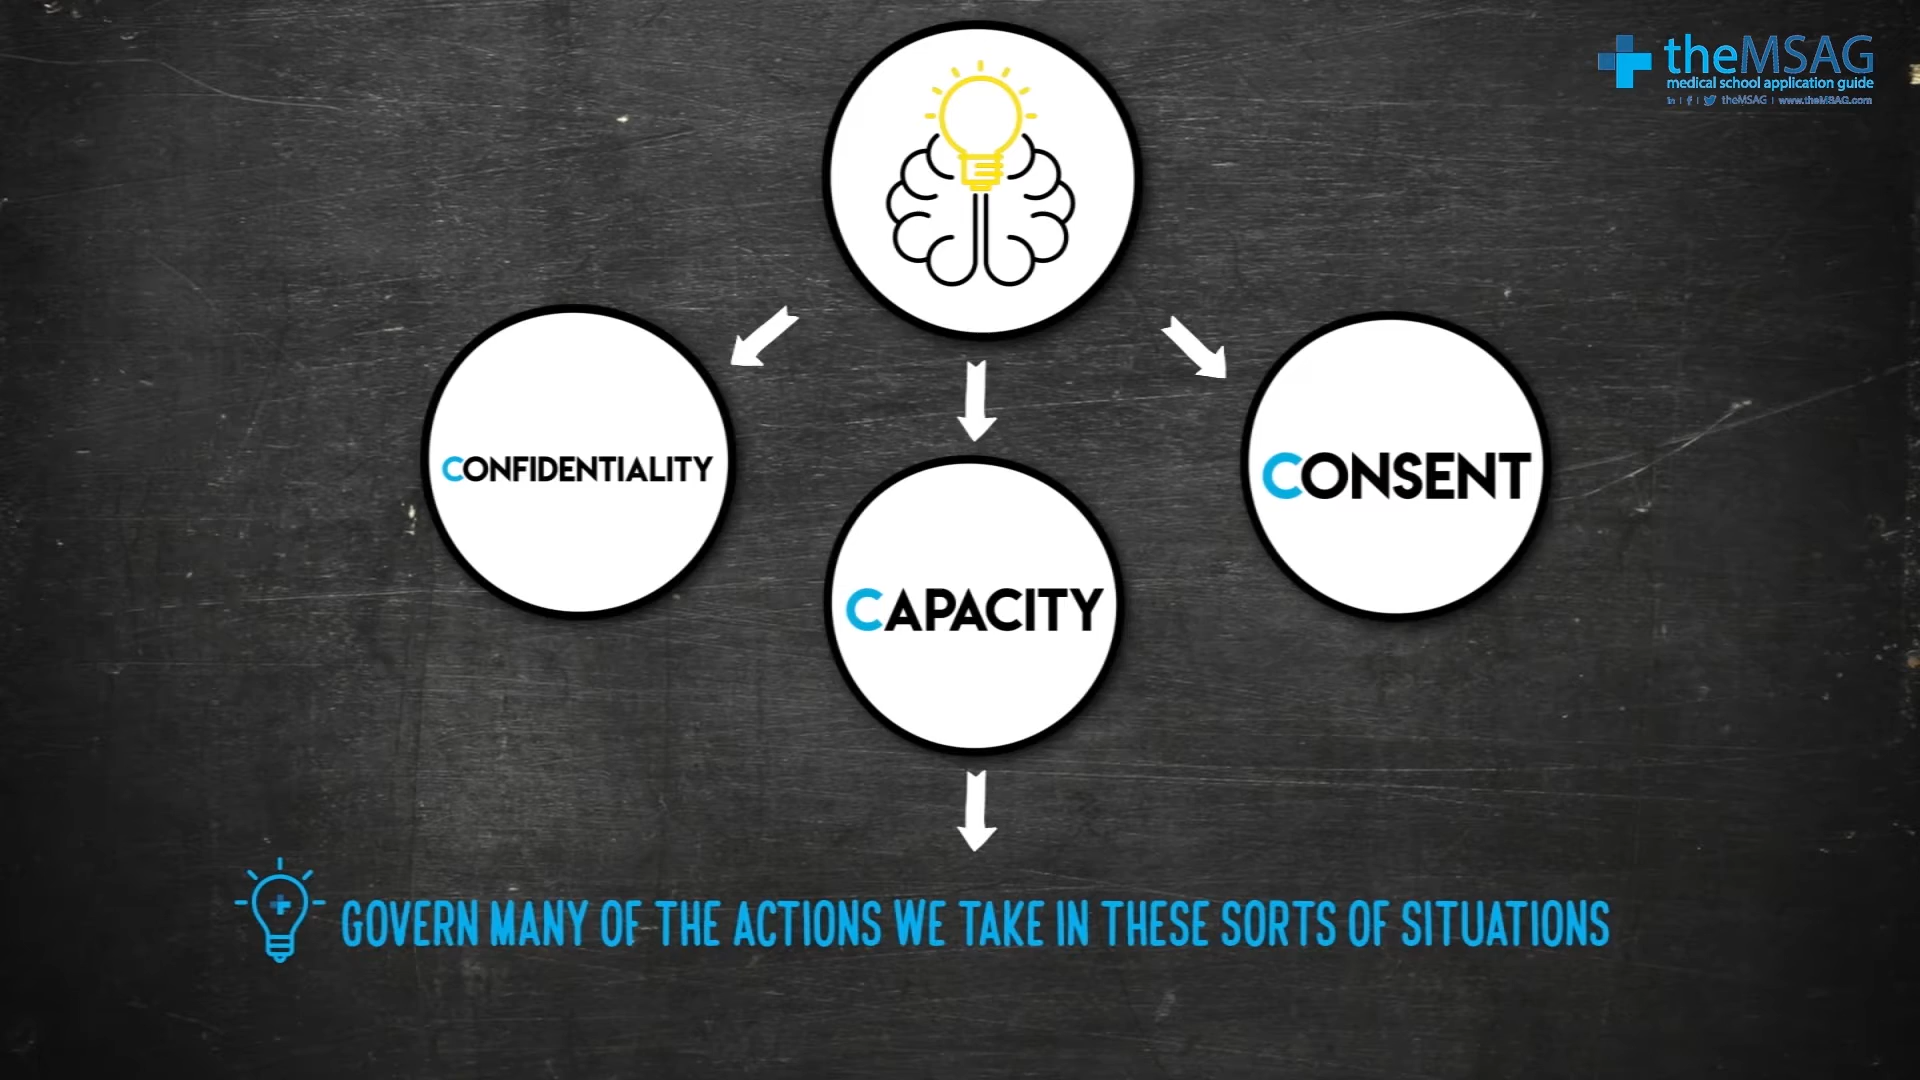 theMSAG
medical school application guide
in | f | theMSAG | www.theMSAG.com
CONFIDENTIALITY
CAPACITY
CONSENT
GOVERN MANY OF THE ACTIONS WE TAKE IN THESE SORTS OF SITUATIONS